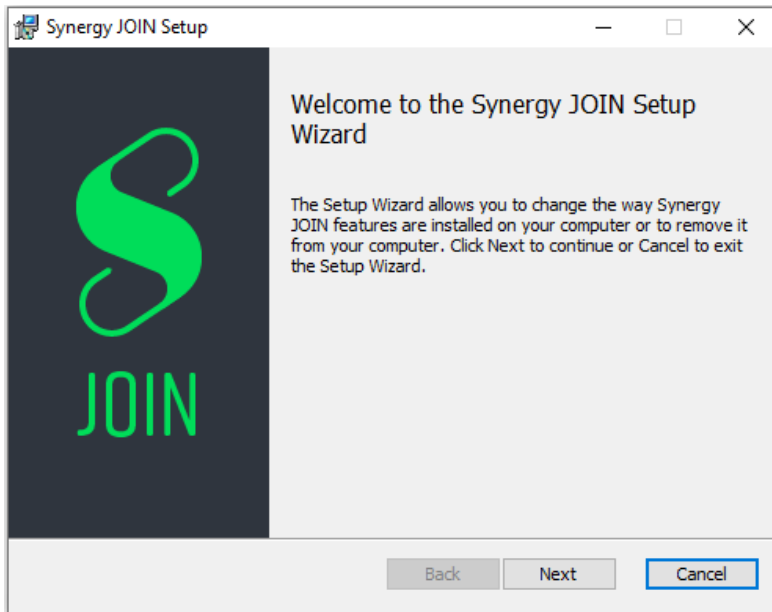 Synergy JOIN Setup
Welcome to the Synergy JOIN Setup
Wizard
The Setup Wizard allows you to change the way Synergy
JOIN features are installed on your computer or to remove it
from your computer. Click Next to continue or Cancel to exit
the Setup Wizard.
JOIN
Back
Next
Cancel